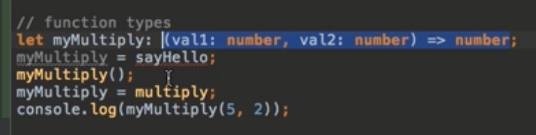 // function types
let myMultiply: (val1: number, val2: number) => number;
myMultiply = sayHello;
myMultiply();
myMultiply = multiply;
console.log(myMultiply(5, 2));